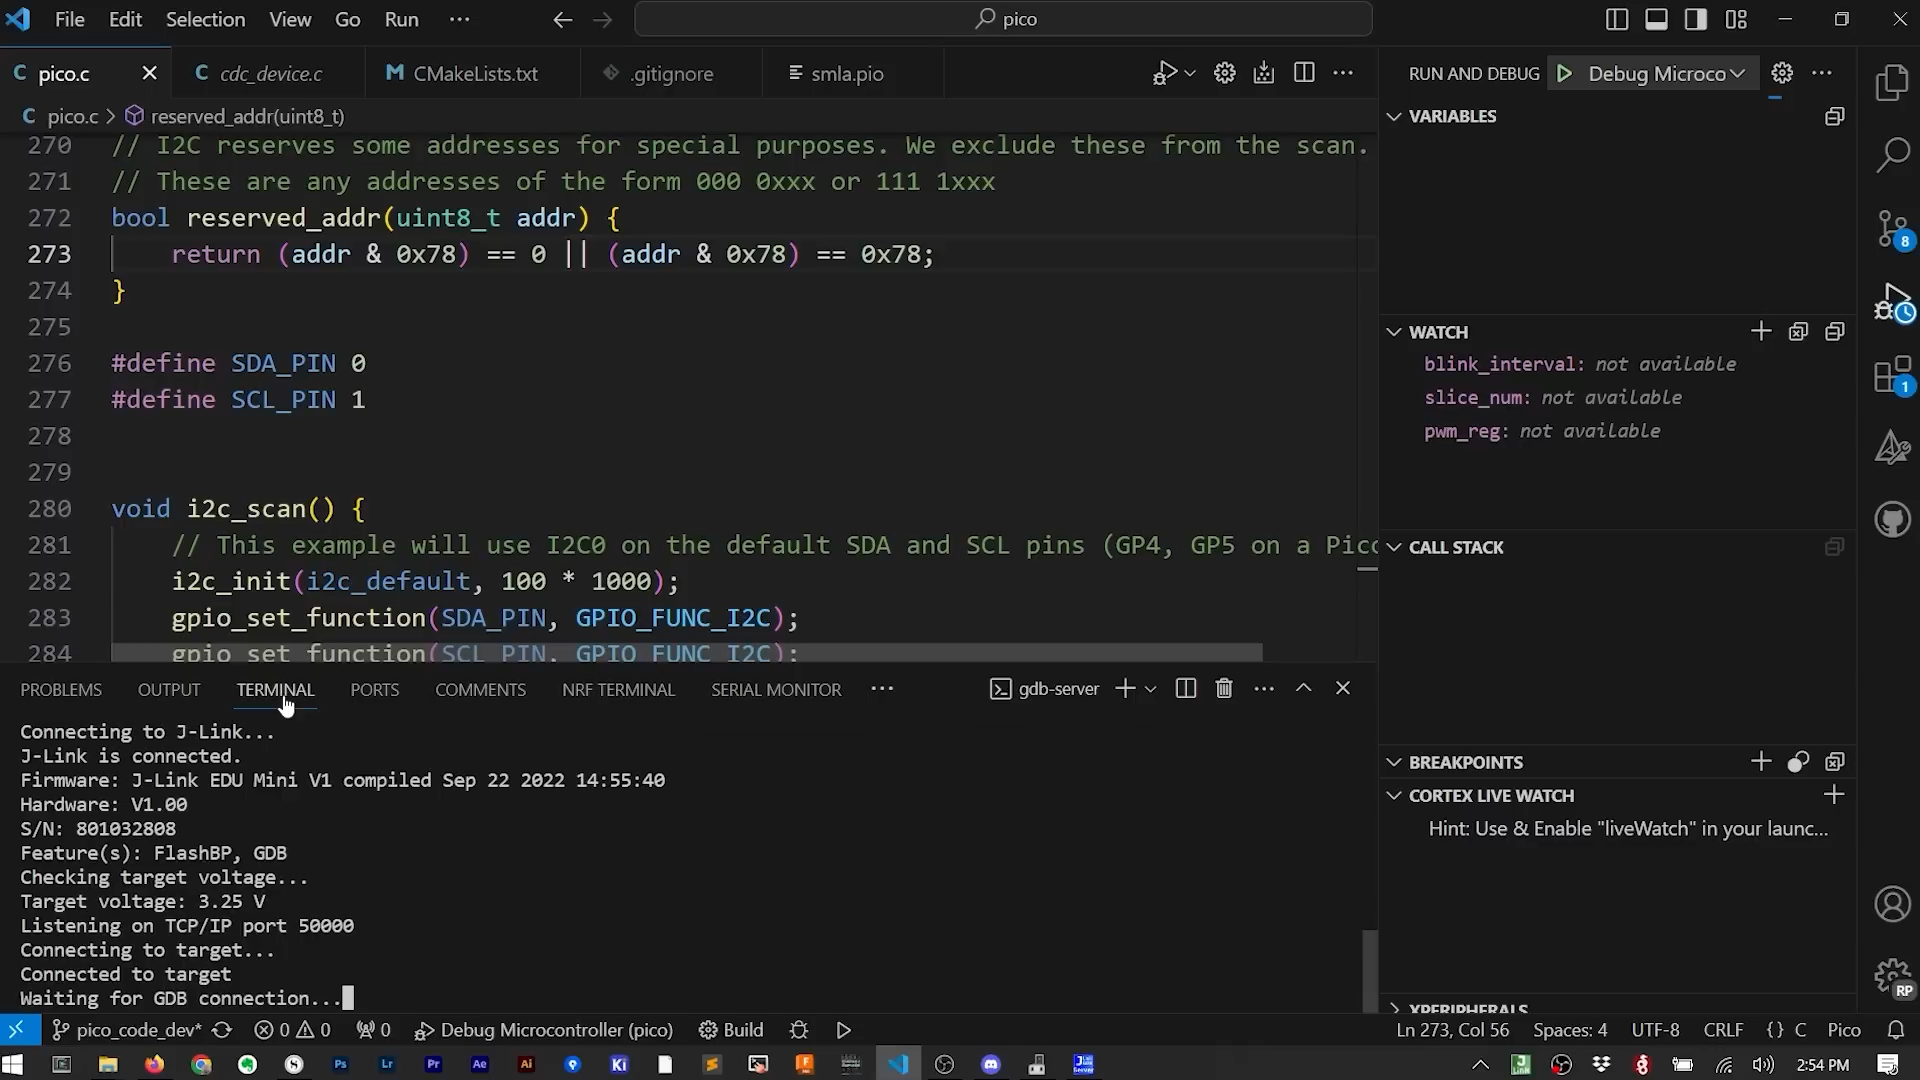 File Edit Selection View Go Run ··· pico
pico.c cdc_device.c CMakeLists.txt .gitignore smla.pio
pico.c > reserved_addr(uint8_t)
270 // I2C reserves some addresses for special purposes. We exclude these from the scan.
271 // These are any addresses of the form 000 0xxx or 111 1xxx
272 bool reserved_addr(uint8_t addr) {
273 return (addr & 0x78) == 0 || (addr & 0x78) == 0x78;
274 }
275
276 #define SDA_PIN 0
277 #define SCL_PIN 1
278
279
280 void i2c_scan() {
281 // This example will use I2C0 on the default SDA and SCL pins (GP4, GP5 on a Pico
282 i2c_init(i2c_default, 100 * 1000);
283 gpio_set_function(SDA_PIN, GPIO_FUNC_I2C);
284 gpio_set_function(SCL_PIN, GPIO_FUNC_I2C);
PROBLEMS OUTPUT TERMINAL PORTS COMMENTS NRF TERMINAL SERIAL MONITOR ··· gdb-server
Connecting to J-Link...
J-Link is connected.
Firmware: J-Link EDU Mini V1 compiled Sep 22 2022 14:55:40
Hardware: V1.00
S/N: 801032808
Feature(s): FlashBP, GDB
Checking target voltage...
Target voltage: 3.25 V
Listening on TCP/IP port 50000
Connecting to target...
Connected to target
Waiting for GDB connection...
RUN AND DEBUG Debug Microco
VARIABLES
WATCH
blink_interval: not available
slice_num: not available
pwm_reg: not available
CALL STACK
BREAKPOINTS
CORTEX LIVE WATCH
Hint: Use & Enable "liveWatch" in your launc...
XPERIPHERALS
8
1
RP
pico_code_dev* 0 0 0 Debug Microcontroller (pico) Build Ln 273, Col 56 Spaces: 4 UTF-8 CRLF {} C Pico
Ps Lr Pr Ae Ai Ki 2:54 PM